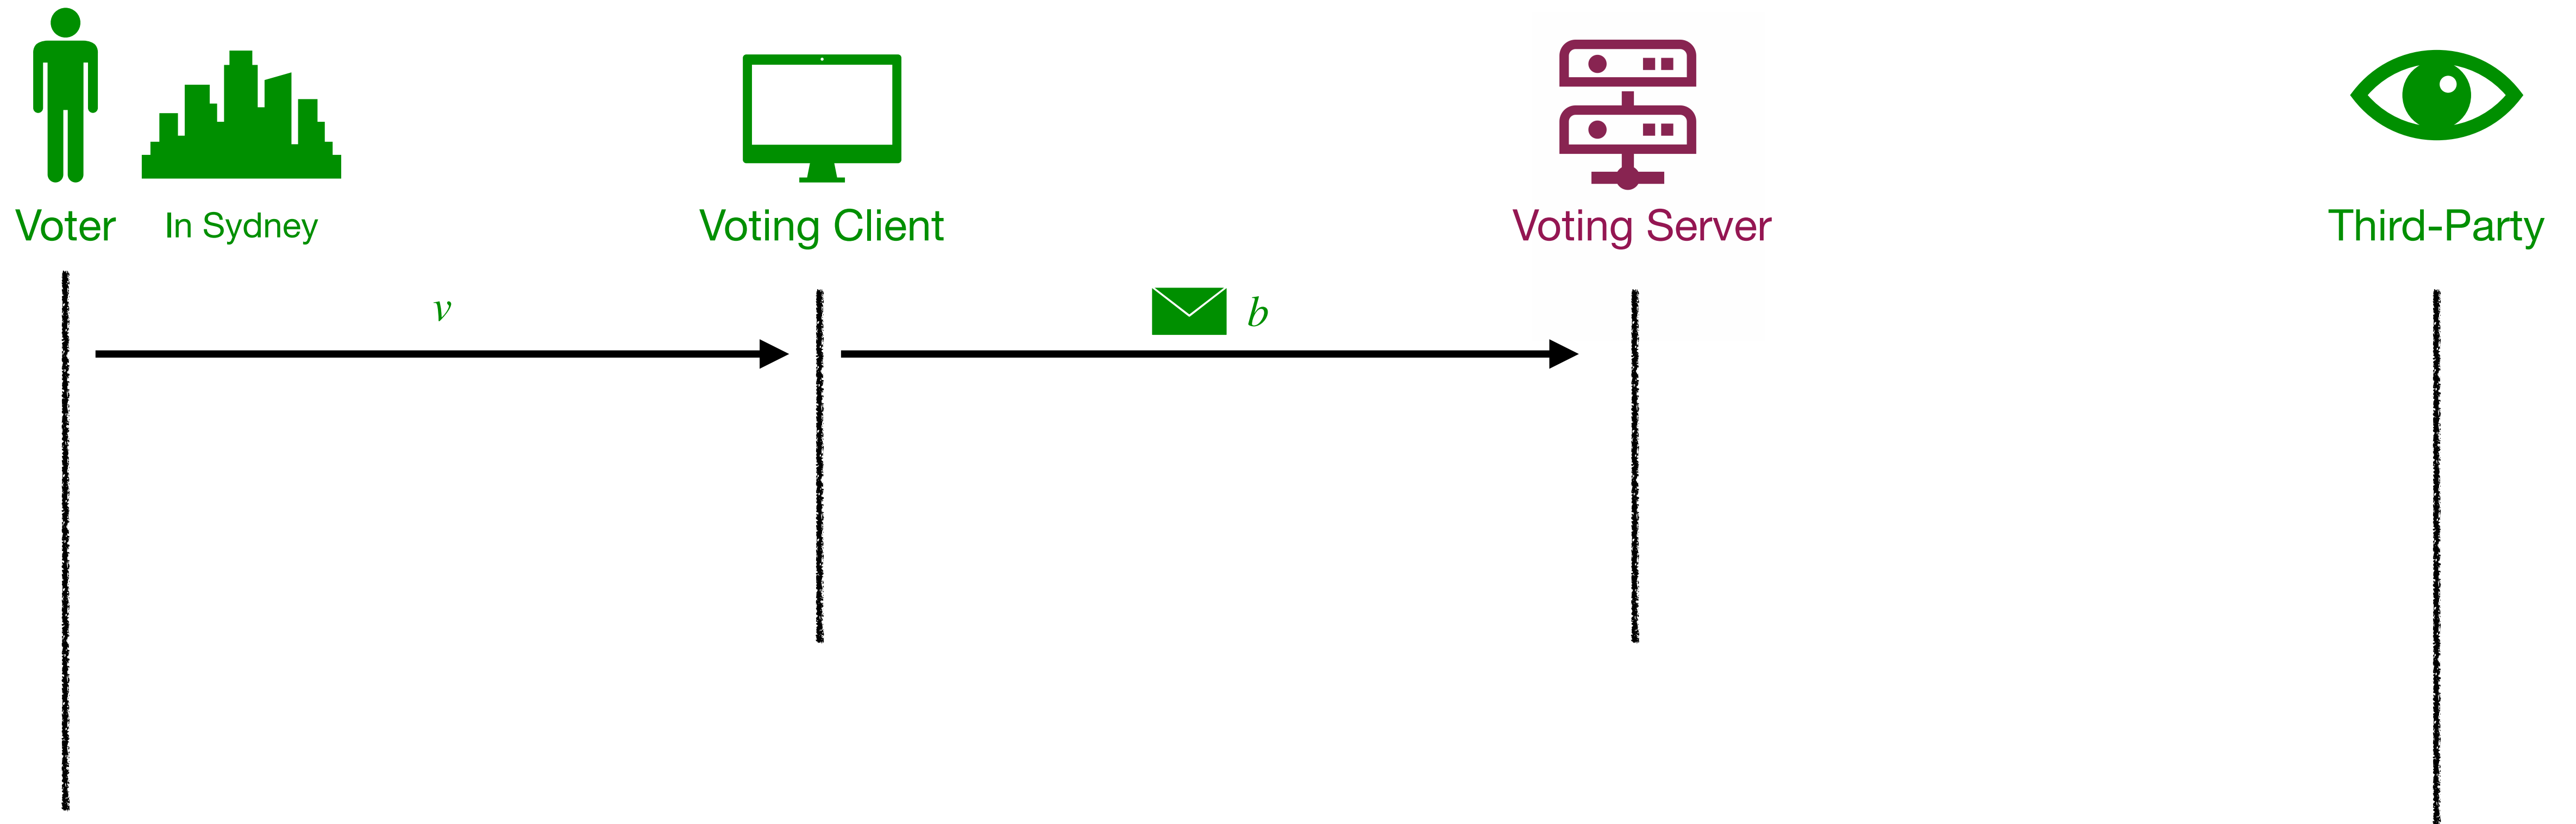 Voter
In Sydney
Voting Client
Voting Server
Third-Party
v
b